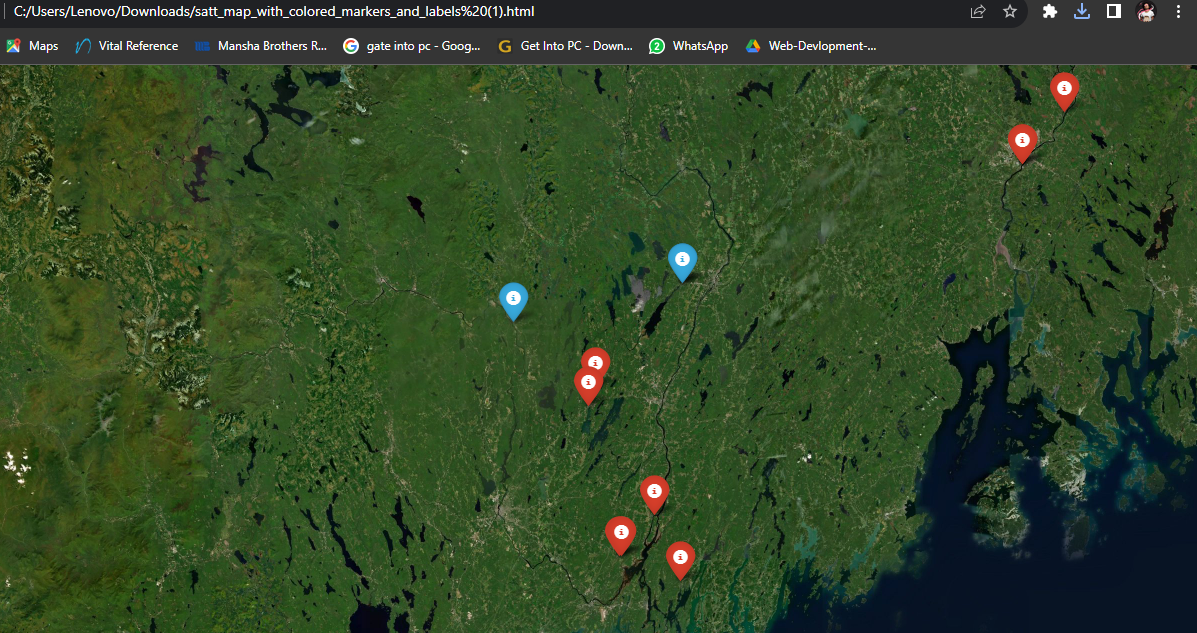 C:/Users/Lenovo/Downloads/satt_map_with_colored_markers_and_labels%20(1).html
Maps Vital Reference Mansha Brothers R... gate into pc - Goog... Get Into PC - Down... 2 WhatsApp Web-Devlopment-...
i
i
i
i
i
i
i
i
i